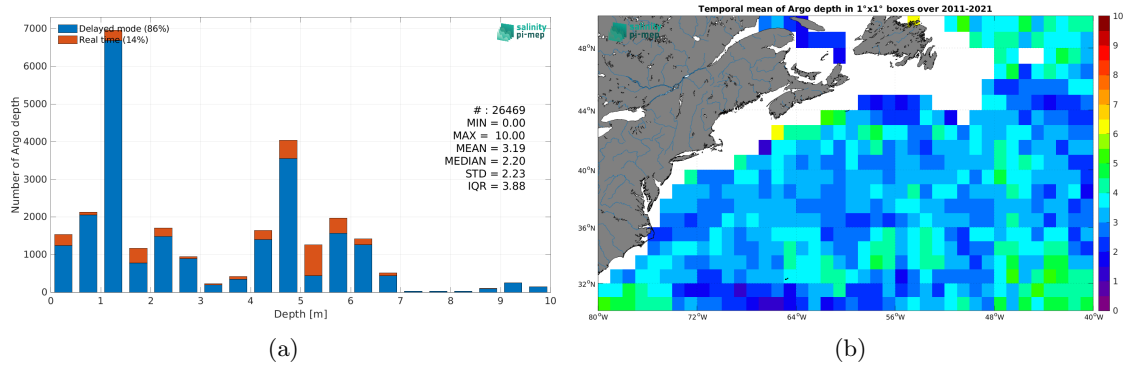 Delayed mode (86%)
Real time (14%)
salinity
pi-mep
# : 26469
MIN = 0.00
MAX = 10.00
MEAN = 3.19
MEDIAN = 2.20
STD = 2.23
IQR = 3.88
Number of Argo depth
7000
6000
5000
4000
3000
2000
1000
0
0 1 2 3 4 5 6 7 8 9 10
Depth [m]
(a)
Temporal mean of Argo depth in 1°x1° boxes over 2011-2021
salinity
pi-mep
48°N
44°N
40°N
36°N
32°N
80°W 72°W 64°W 56°W 48°W 40°W
10
9
8
7
6
5
4
3
2
1
0
(b)